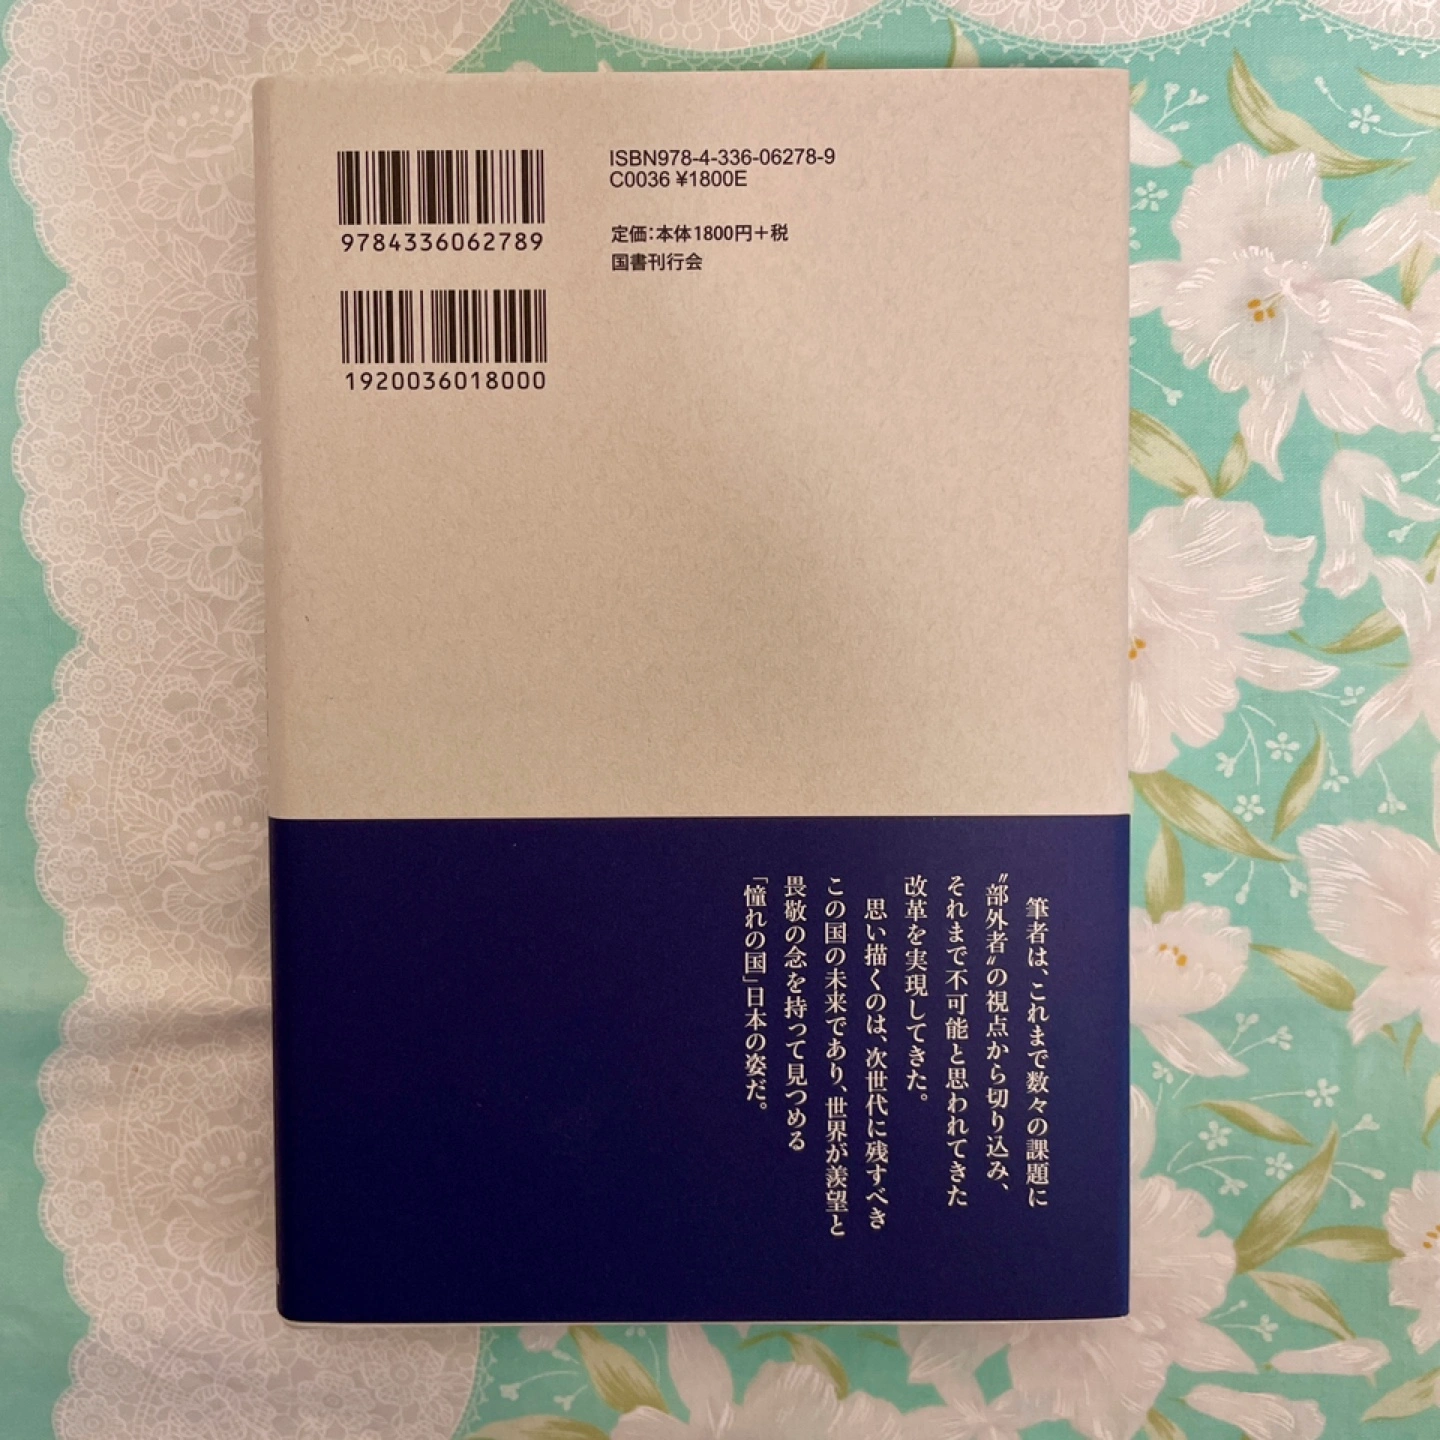 9784336062789
1920036018000
ISBN978-4-336-06278-9
C0036 ¥1800E
定価：本体1800円＋税
国書刊行会
筆者は、これまで数々の課題に
〝部外者〟の視点から切り込み、
それまで不可能と思われてきた
改革を実現してきた。
思い描くのは、次世代に残すべき
この国の未来であり、世界が羨望と
畏敬の念を持って見つめる
「憧れの国」日本の姿だ。